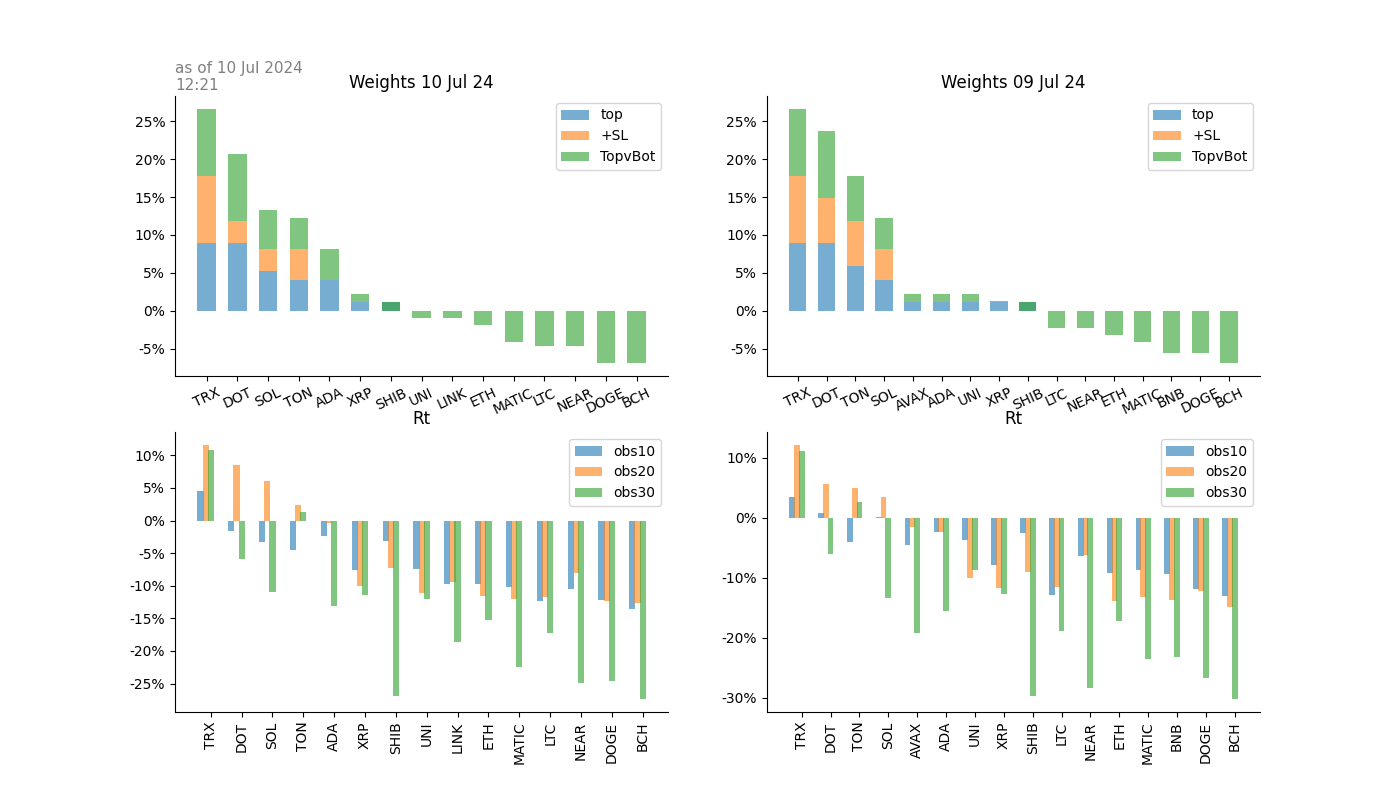 as of 10 Jul 2024
12:21
Weights 10 Jul 24
25%
20%
15%
10%
5%
0%
-5%
top
+SL
TopvBot
TRX DOT SOL TON ADA XRP SHIB UNI LINK ETH MATIC LTC NEAR DOGE BCH
Weights 09 Jul 24
25%
20%
15%
10%
5%
0%
-5%
top
+SL
TopvBot
TRX DOT TON SOL AVAX ADA UNI XRP SHIB LTC NEAR ETH MATIC BNB DOGE BCH
Rt
10%
5%
0%
-5%
-10%
-15%
-20%
-25%
obs10
obs20
obs30
TRX DOT SOL TON ADA XRP SHIB UNI LINK ETH MATIC LTC NEAR DOGE BCH
Rt
10%
0%
-10%
-20%
-30%
obs10
obs20
obs30
TRX DOT TON SOL AVAX ADA UNI XRP SHIB LTC NEAR ETH MATIC BNB DOGE BCH